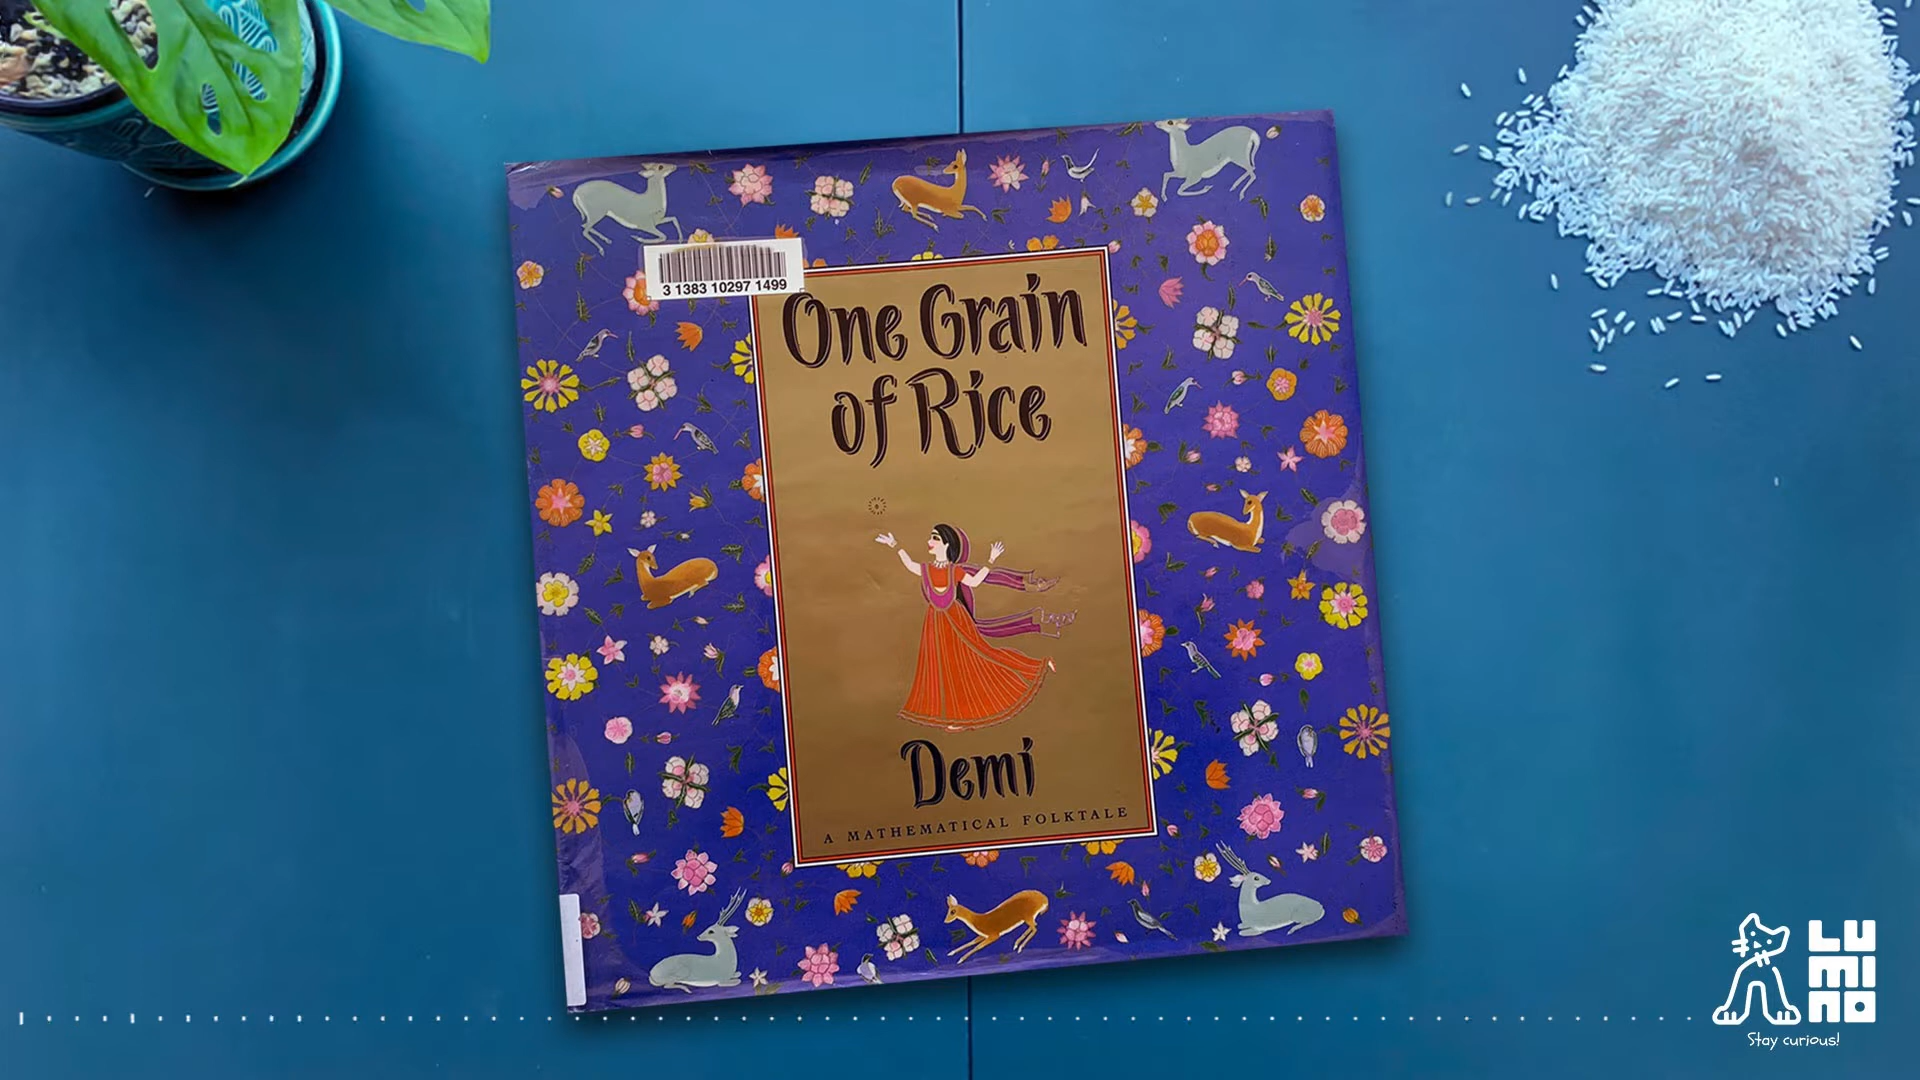 3 1383 10297 1499
One Grain
of Rice
Demi
A MATHEMATICAL FOLKTALE
LU
MI
NO
Stay curious!